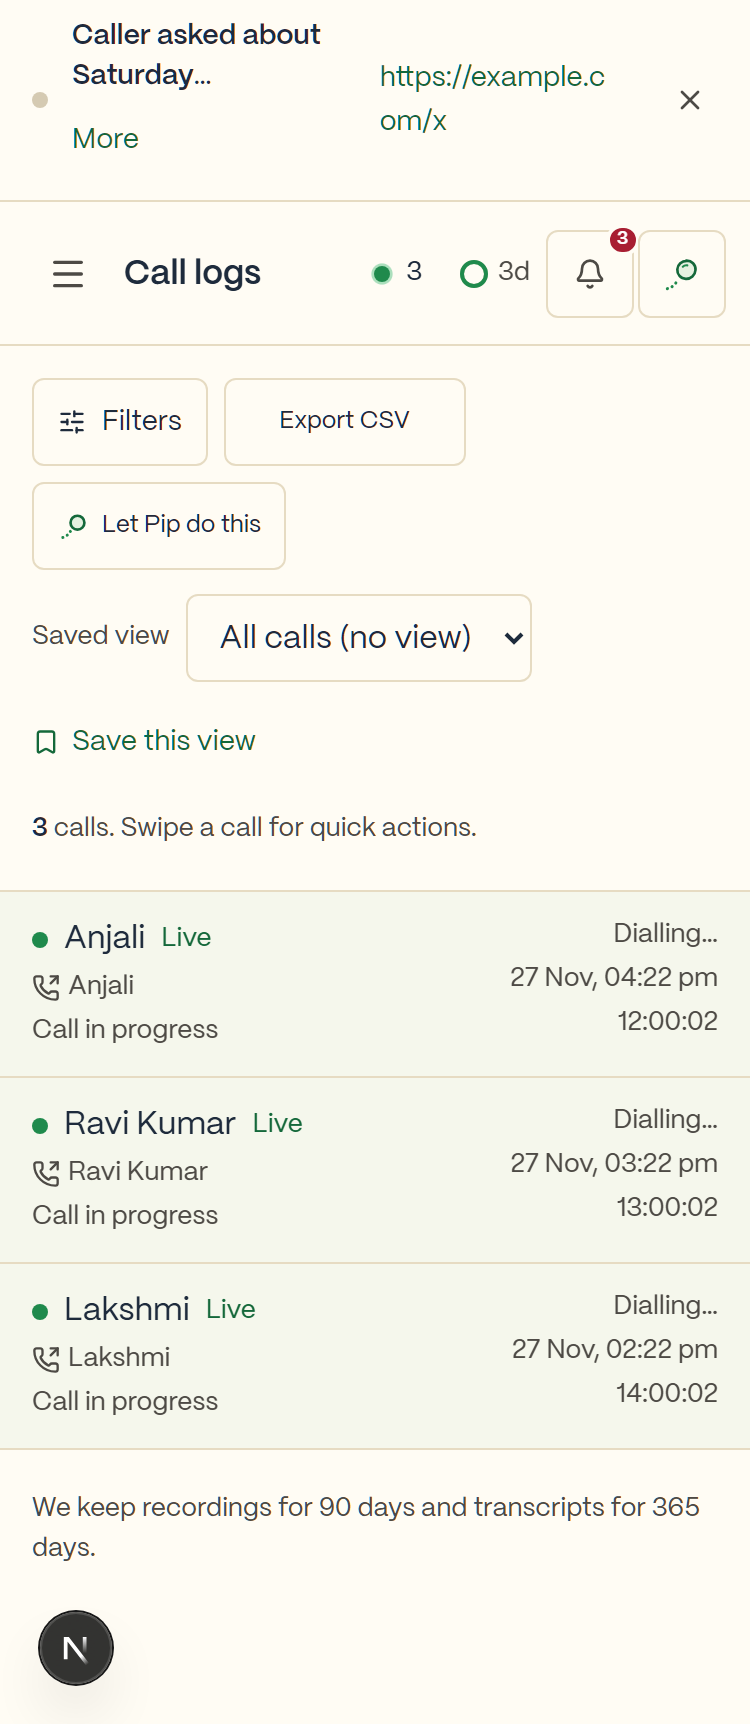 Caller asked about
Saturday...
More
https://example.c
om/x
Call logs
3
3d
3
Filters
Export CSV
Let Pip do this
Saved view
All calls (no view)
Save this view
3 calls. Swipe a call for quick actions.
Anjali Live
Dialling...
Anjali
27 Nov, 04:22 pm
Call in progress
12:00:02
Ravi Kumar Live
Dialling...
Ravi Kumar
27 Nov, 03:22 pm
Call in progress
13:00:02
Lakshmi Live
Dialling...
Lakshmi
27 Nov, 02:22 pm
Call in progress
14:00:02
We keep recordings for 90 days and transcripts for 365
days.
N